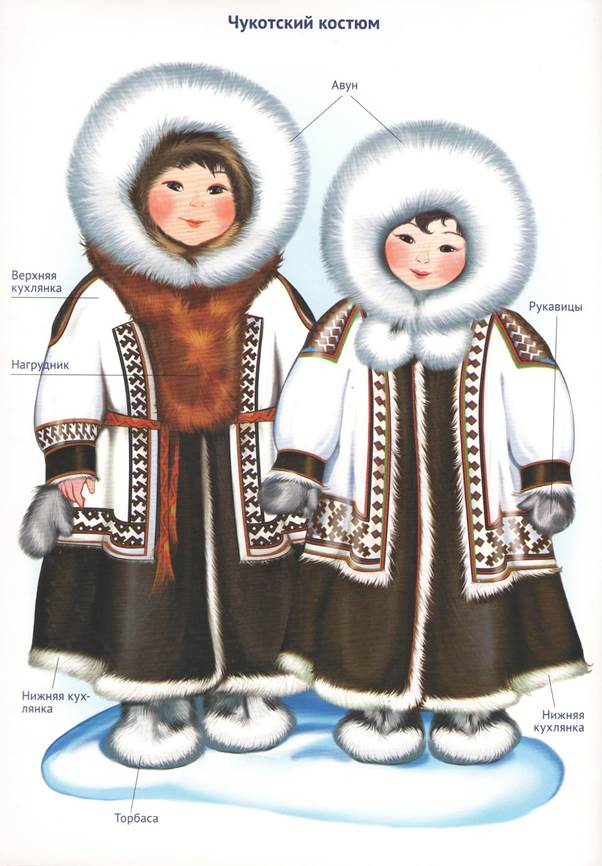 Чукотский костюм
Авун
Верхняя
кухлянка
Рукавицы
Нагрудник
Нижняя кух-
лянка
Нижняя
кухлянка
Торбаса